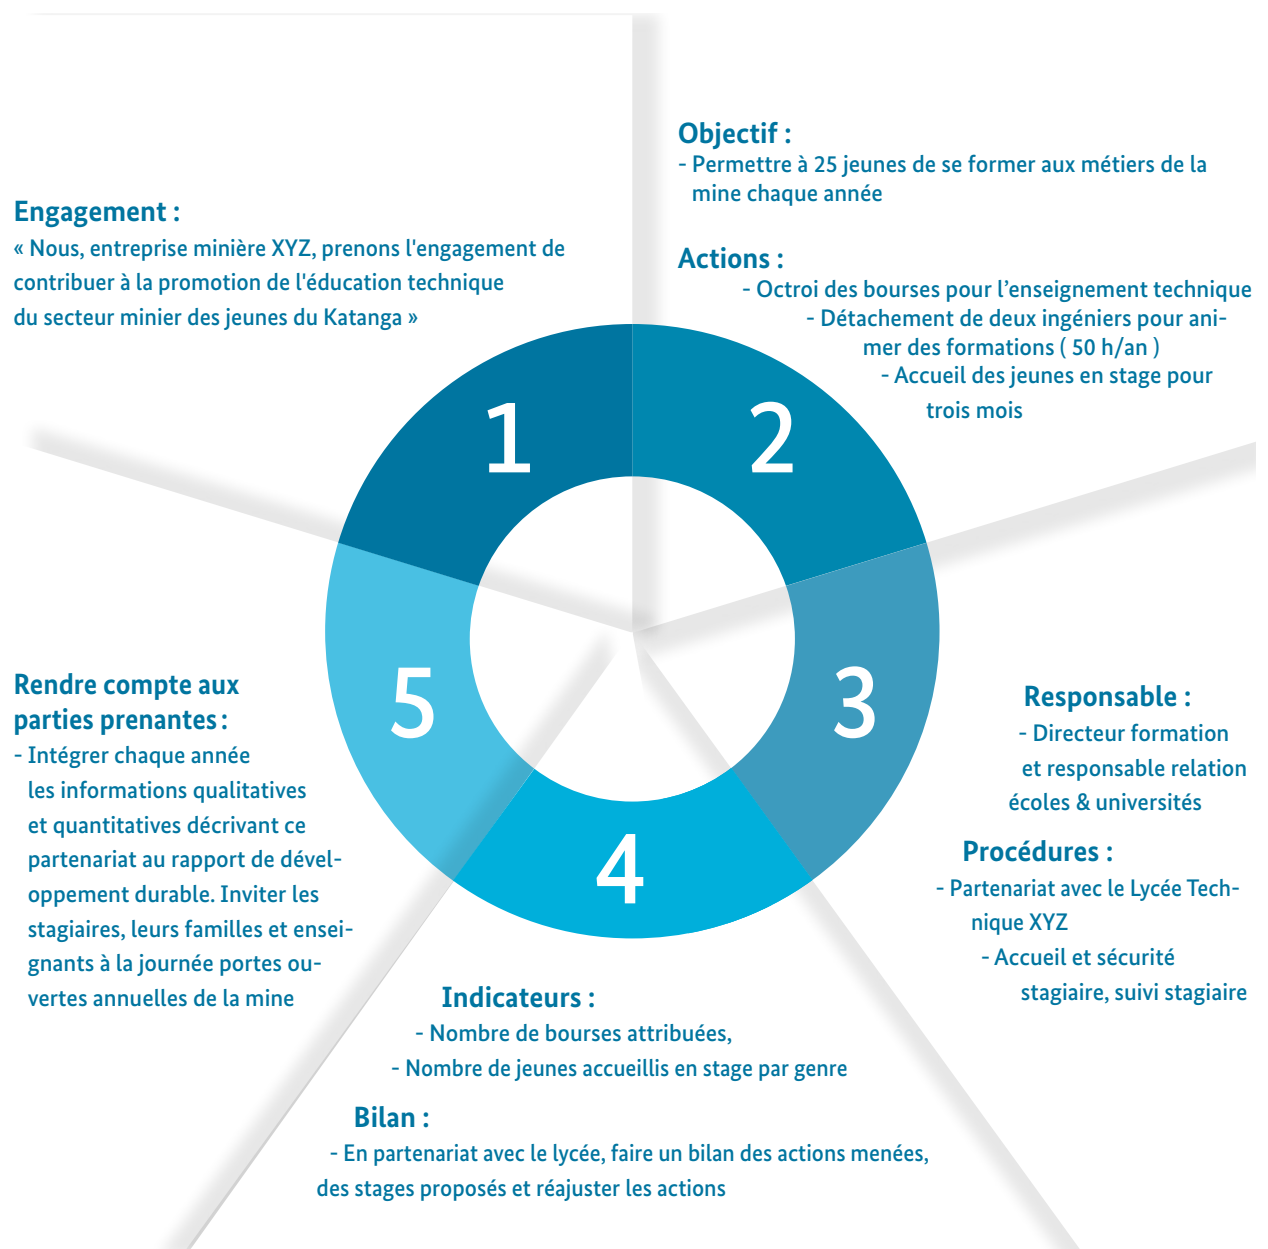 Engagement :
« Nous, entreprise minière XYZ, prenons l'engagement de
contribuer à la promotion de l'éducation technique
du secteur minier des jeunes du Katanga »
1
Objectif :
- Permettre à 25 jeunes de se former aux métiers de la
mine chaque année
Actions :
- Octroi des bourses pour l’enseignement technique
- Détachement de deux ingéniers pour ani-
mer des formations ( 50 h/an )
- Accueil des jeunes en stage pour
trois mois
2
3
Responsable :
- Directeur formation
et responsable relation
écoles & universités
Procédures :
- Partenariat avec le Lycée Tech-
nique XYZ
- Accueil et sécurité
stagiaire, suivi stagiaire
4
Indicateurs :
- Nombre de bourses attribuées,
- Nombre de jeunes accueillis en stage par genre
Bilan :
- En partenariat avec le lycée, faire un bilan des actions menées,
des stages proposés et réajuster les actions
5
Rendre compte aux
parties prenantes :
- Intégrer chaque année
les informations qualitatives
et quantitatives décrivant ce
partenariat au rapport de dével-
oppement durable. Inviter les
stagiaires, leurs familles et ensei-
gnants à la journée portes ou-
vertes annuelles de la mine